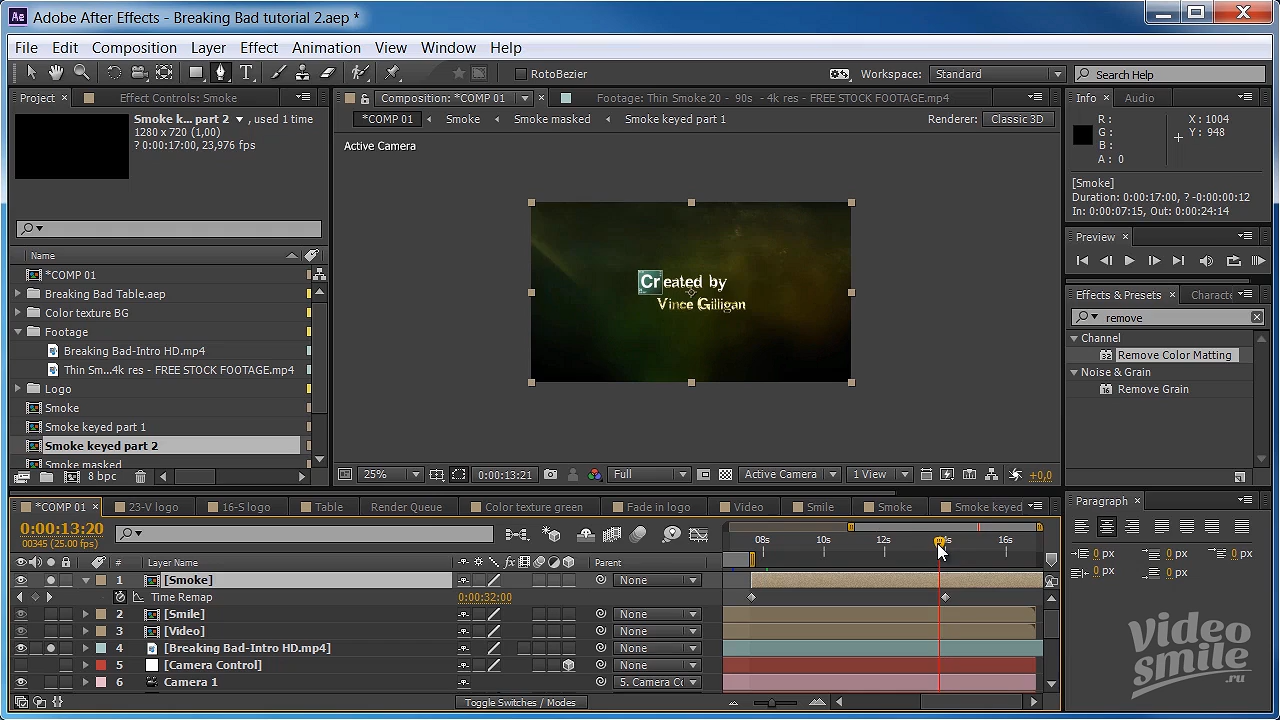 Adobe After Effects - Breaking Bad tutorial 2.aep *
File Edit Composition Layer Effect Animation View Window Help
RotoBezier
Workspace: Standard
Search Help
Project
Effect Controls: Smoke
Composition: *COMP 01
Footage: Thin Smoke 20 - 90s - 4k res - FREE STOCK FOOTAGE.mp4
Info
Audio
Smoke k... part 2 , used 1 time
1280 x 720 (1,00)
? 0:00:17:00, 23,976 fps
*COMP 01
Smoke
Smoke masked
Smoke keyed part 1
Renderer: Classic 3D
Active Camera
R :
G :
B :
A : 0
X : 1004
Y : 948
[Smoke]
Duration: 0:00:17:00, ? -0:00:00:12
In: 0:00:07:15, Out: 0:00:24:14
Preview
Created by
Vince Gilligan
Name
*COMP 01
Breaking Bad Table.aep
Color texture BG
Footage
Breaking Bad-Intro HD.mp4
Thin Sm...4k res - FREE STOCK FOOTAGE.mp4
Logo
Smoke
Smoke keyed part 1
Smoke keyed part 2
Smoke masked
8 bpc
Effects & Presets
Characte
remove
Channel
32
Remove Color Matting
Noise & Grain
16
Remove Grain
25%
0:00:13:21
Full
Active Camera
1 View
+0,0
*COMP 01
23-V logo
16-S logo
Table
Render Queue
Color texture green
Fade in logo
Video
Smile
Smoke
Smoke keyed
Paragraph
0:00:13:20
00345 (25.00 fps)
08s
10s
12s
16s
# Layer Name
Parent
1 [Smoke] None
Time Remap 0:00:32:00
2 [Smile] None
3 [Video] None
4 [Breaking Bad-Intro HD.mp4] None
5 [Camera Control] None
6 Camera 1 5. Camera Cc
Toggle Switches / Modes
0 px
0 px
0 px
0 px
0 px
VIDEO
SMILE
.ru